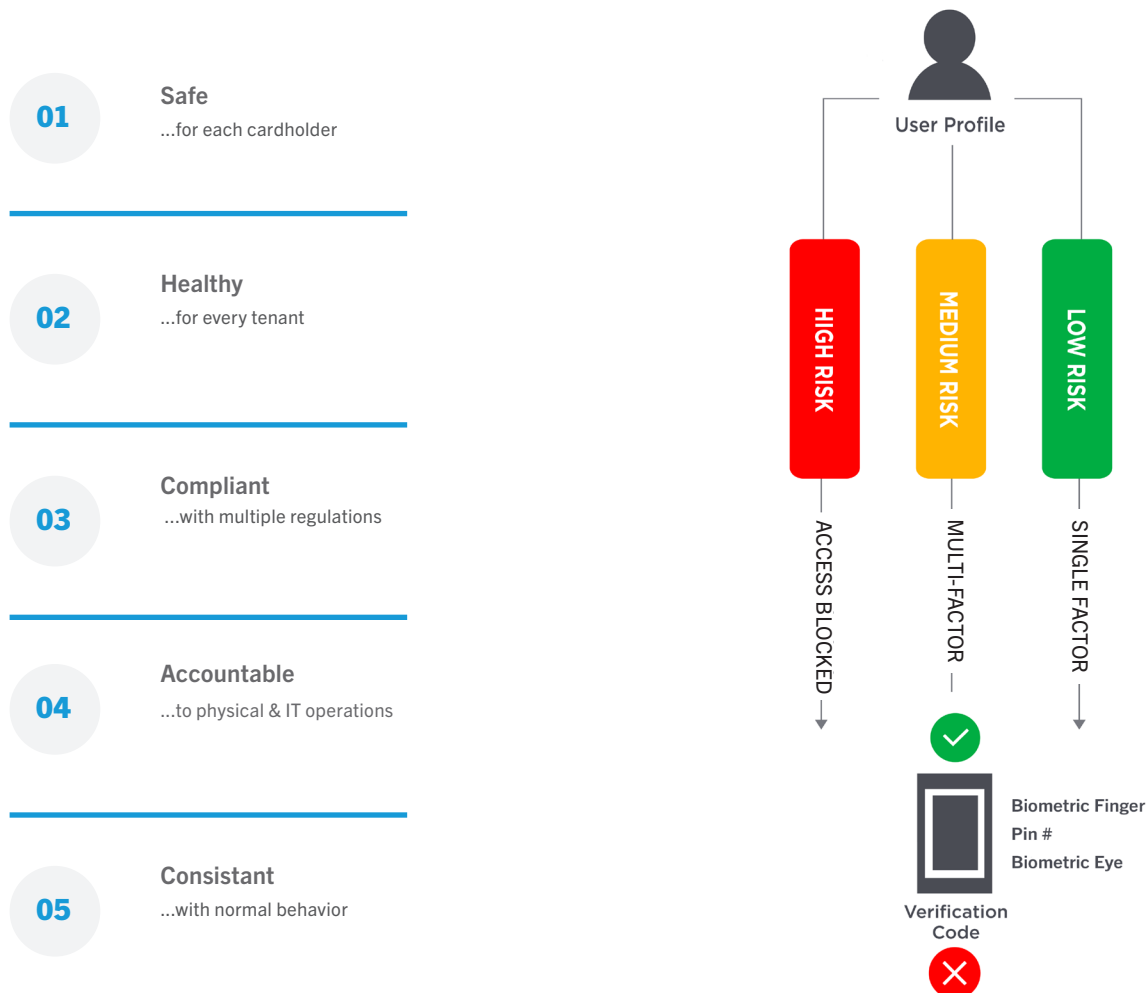 01
Safe
...for each cardholder
02
Healthy
...for every tenant
03
Compliant
...with multiple regulations
04
Accountable
...to physical & IT operations
05
Consistant
...with normal behavior
User Profile
HIGH RISK
MEDIUM RISK
LOW RISK
ACCESS BLOCKED
MULTI-FACTOR
SINGLE FACTOR
Biometric Finger
Pin #
Biometric Eye
Verification
Code